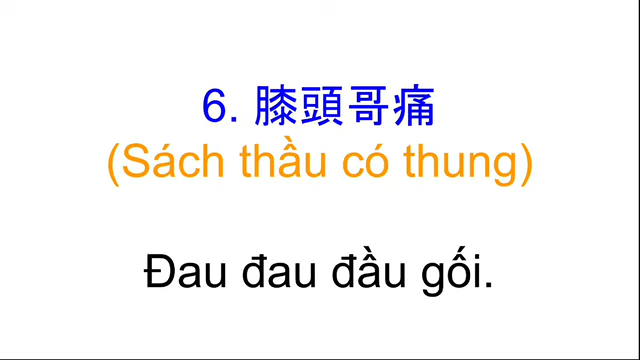 6. 膝頭哥痛
(Sách thầu có thung)
Đau đau đầu gối.